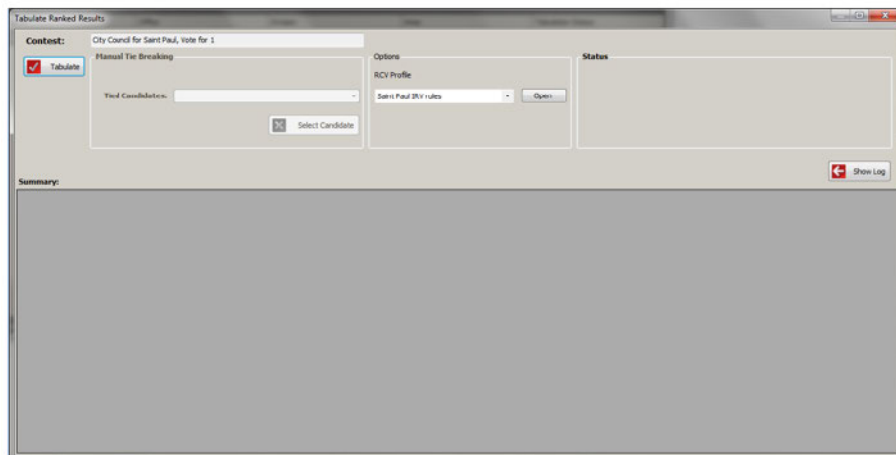 Tabulate Ranked Results
Contest: City Council for Saint Paul, Vote for 1
Tabulate
Manual Tie Breaking
Tied Candidates.
Select Candidate
Options
RCV Profile
Saint Paul IRV rules
Open
Status
Show Log
Summary: